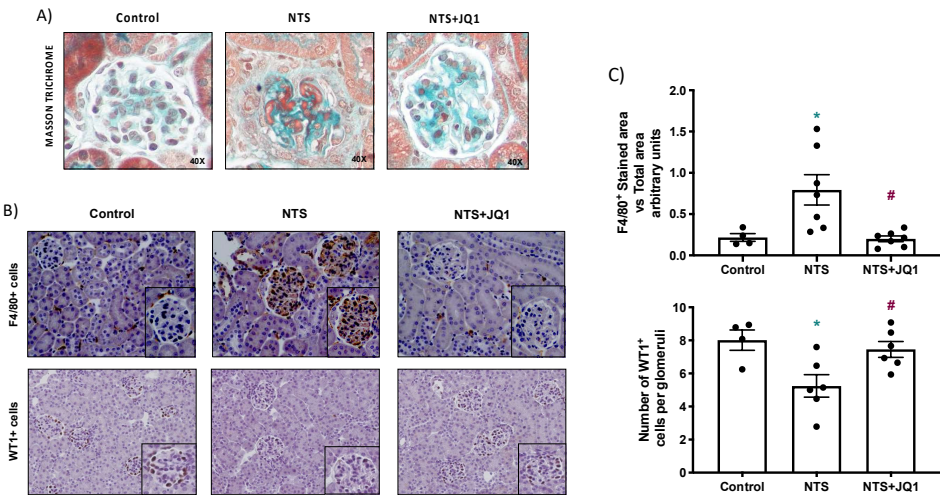 A)
Control NTS NTS+JQ1
MASSON TRICHROME
40X 40X 40X
B)
Control NTS NTS+JQ1
F4/80+ cells
WT1+ cells
C)
F4/80⁺ Stained area
vs Total area
arbitrary units
2.0
1.5
1.0
0.5
0.0
*
#
Control NTS NTS+JQ1
Number of WT1⁺
cells per glomeruli
10
8
6
4
2
0
*
#
Control NTS NTS+JQ1